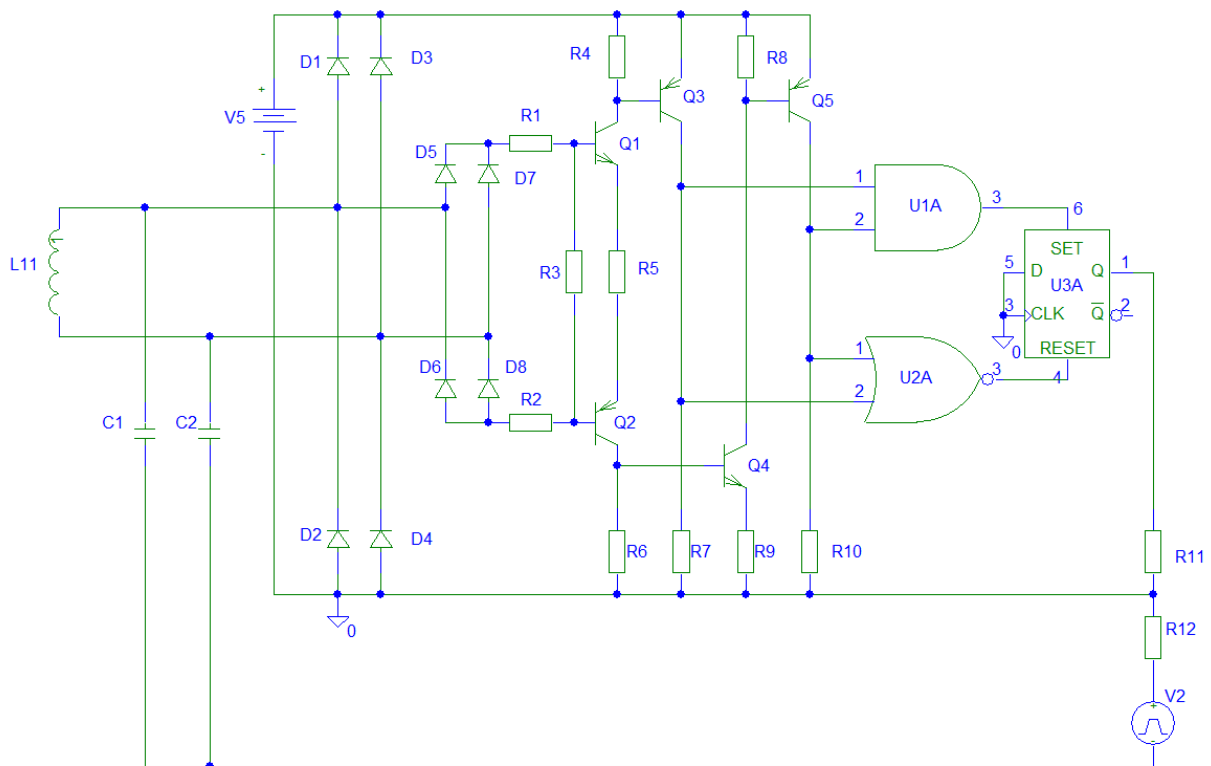 D1
D3
R4
R8
+
V5
-
Q3
Q5
R1
Q1
D5
D7
1
2
U1A
3
6
L11
1
R3
R5
SET
5
D
Q
1
U3A
3
CLK
Q
2
0
RESET
D6
D8
R2
Q2
1
2
U2A
3
4
C1
C2
Q4
D2
D4
R6
R7
R9
R10
R11
0
R12
V2
+
-